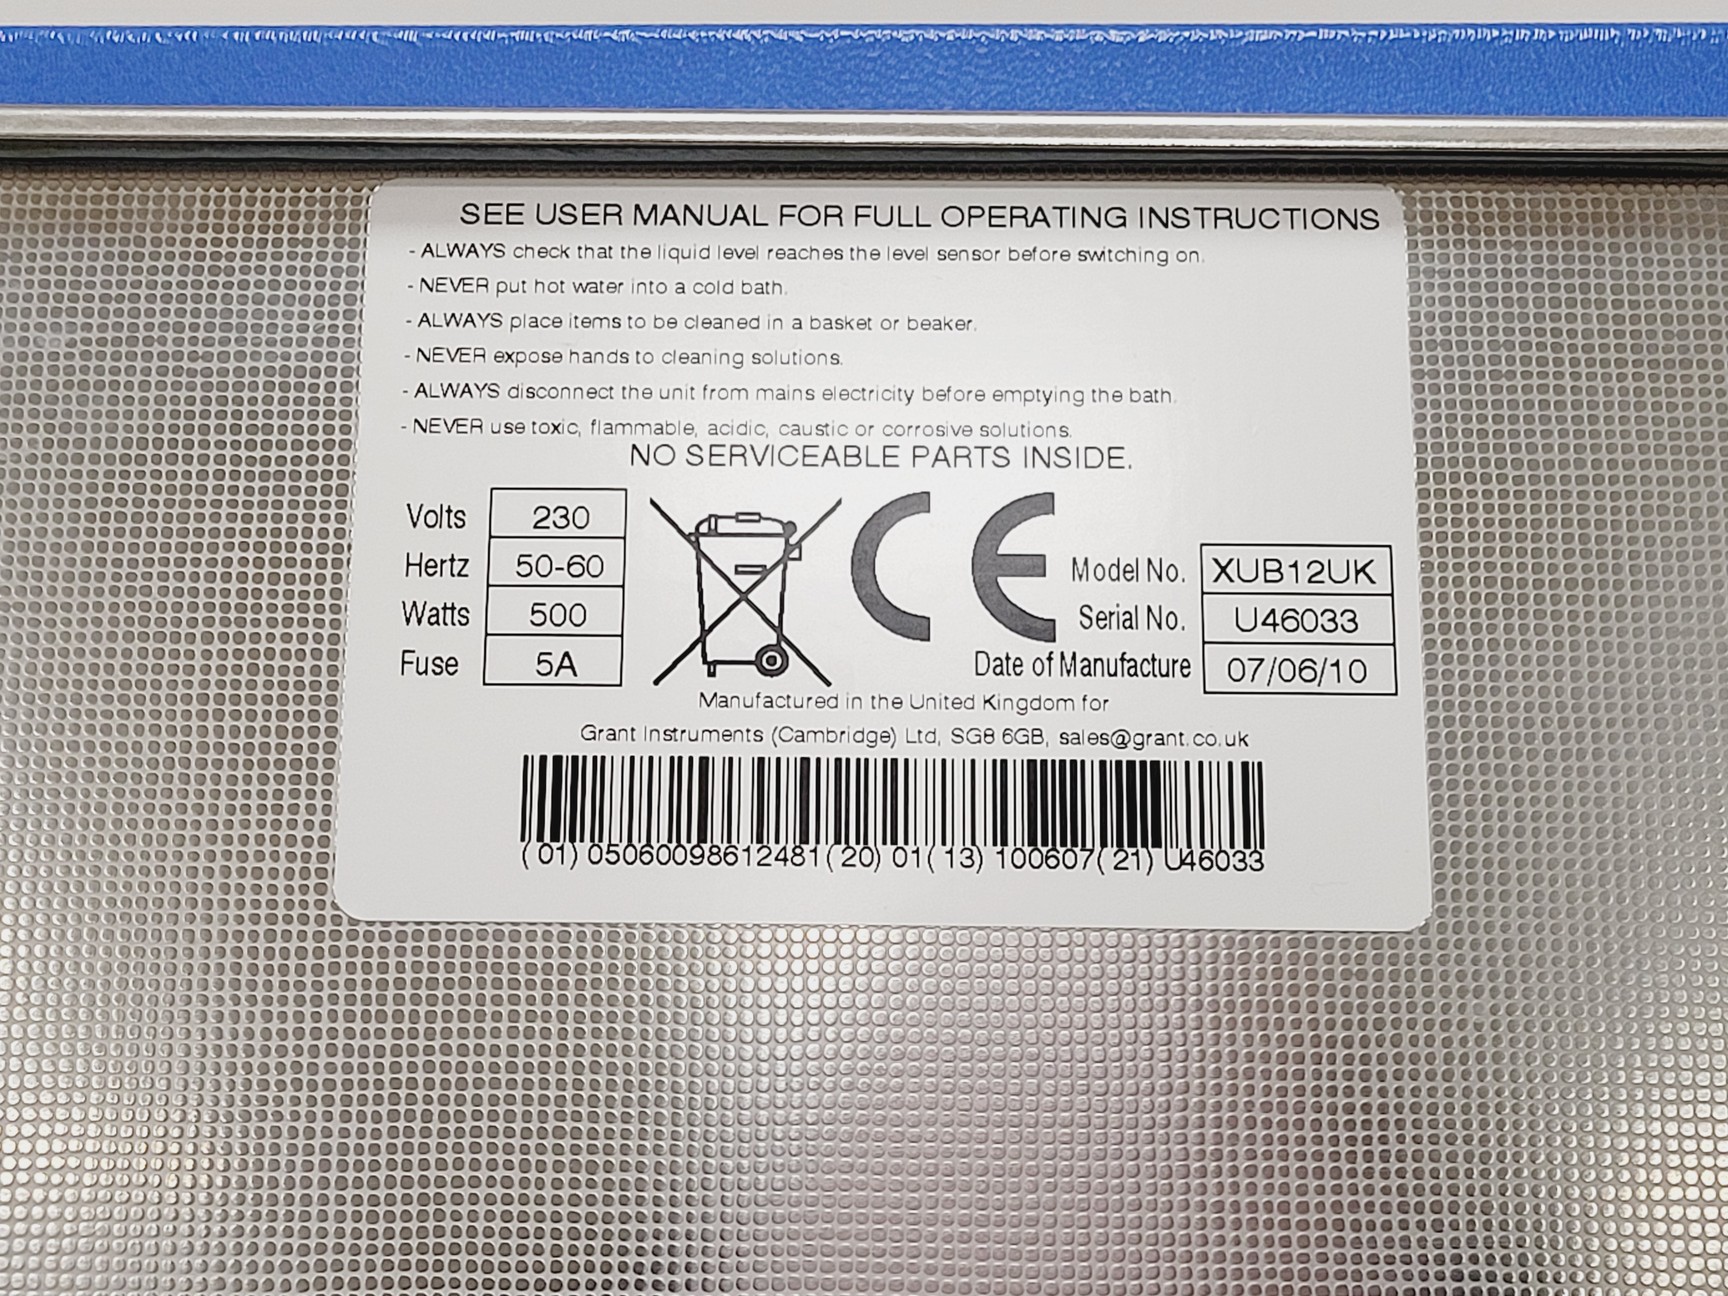 SEE USER MANUAL FOR FULL OPERATING INSTRUCTIONS
- ALWAYS check that the liquid level reaches the level sensor before switching on.
- NEVER put hot water into a cold bath.
- ALWAYS place items to be cleaned in a basket or beaker.
- NEVER expose hands to cleaning solutions.
- ALWAYS disconnect the unit from mains electricity before emptying the bath.
- NEVER use toxic, flammable, acidic, caustic or corrosive solutions.
NO SERVICEABLE PARTS INSIDE.
Volts 230
Hertz 50-60
Watts 500
Fuse 5A
CE
Model No. XUB12UK
Serial No. U46033
Date of Manufacture 07/06/10
Manufactured in the United Kingdom for
Grant Instruments (Cambridge) Ltd, SG8 6GB, sales@grant.co.uk
(01) 05060098612481(20) 01(13) 100607(21) U46033